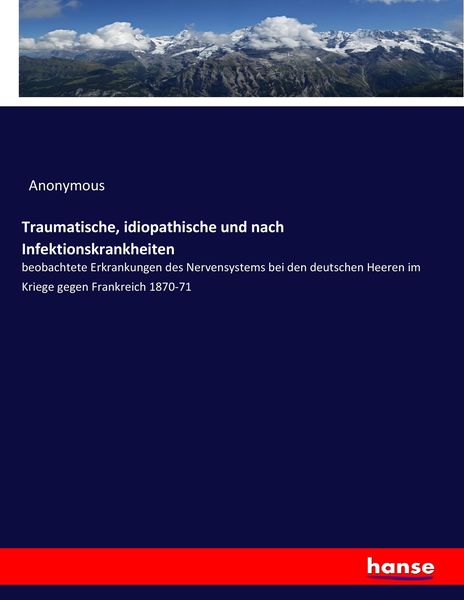 Anonymous
Traumatische, idiopathische und nach
Infektionskrankheiten
beobachtete Erkrankungen des Nervensystems bei den deutschen Heeren im
Kriege gegen Frankreich 1870-71
hanse